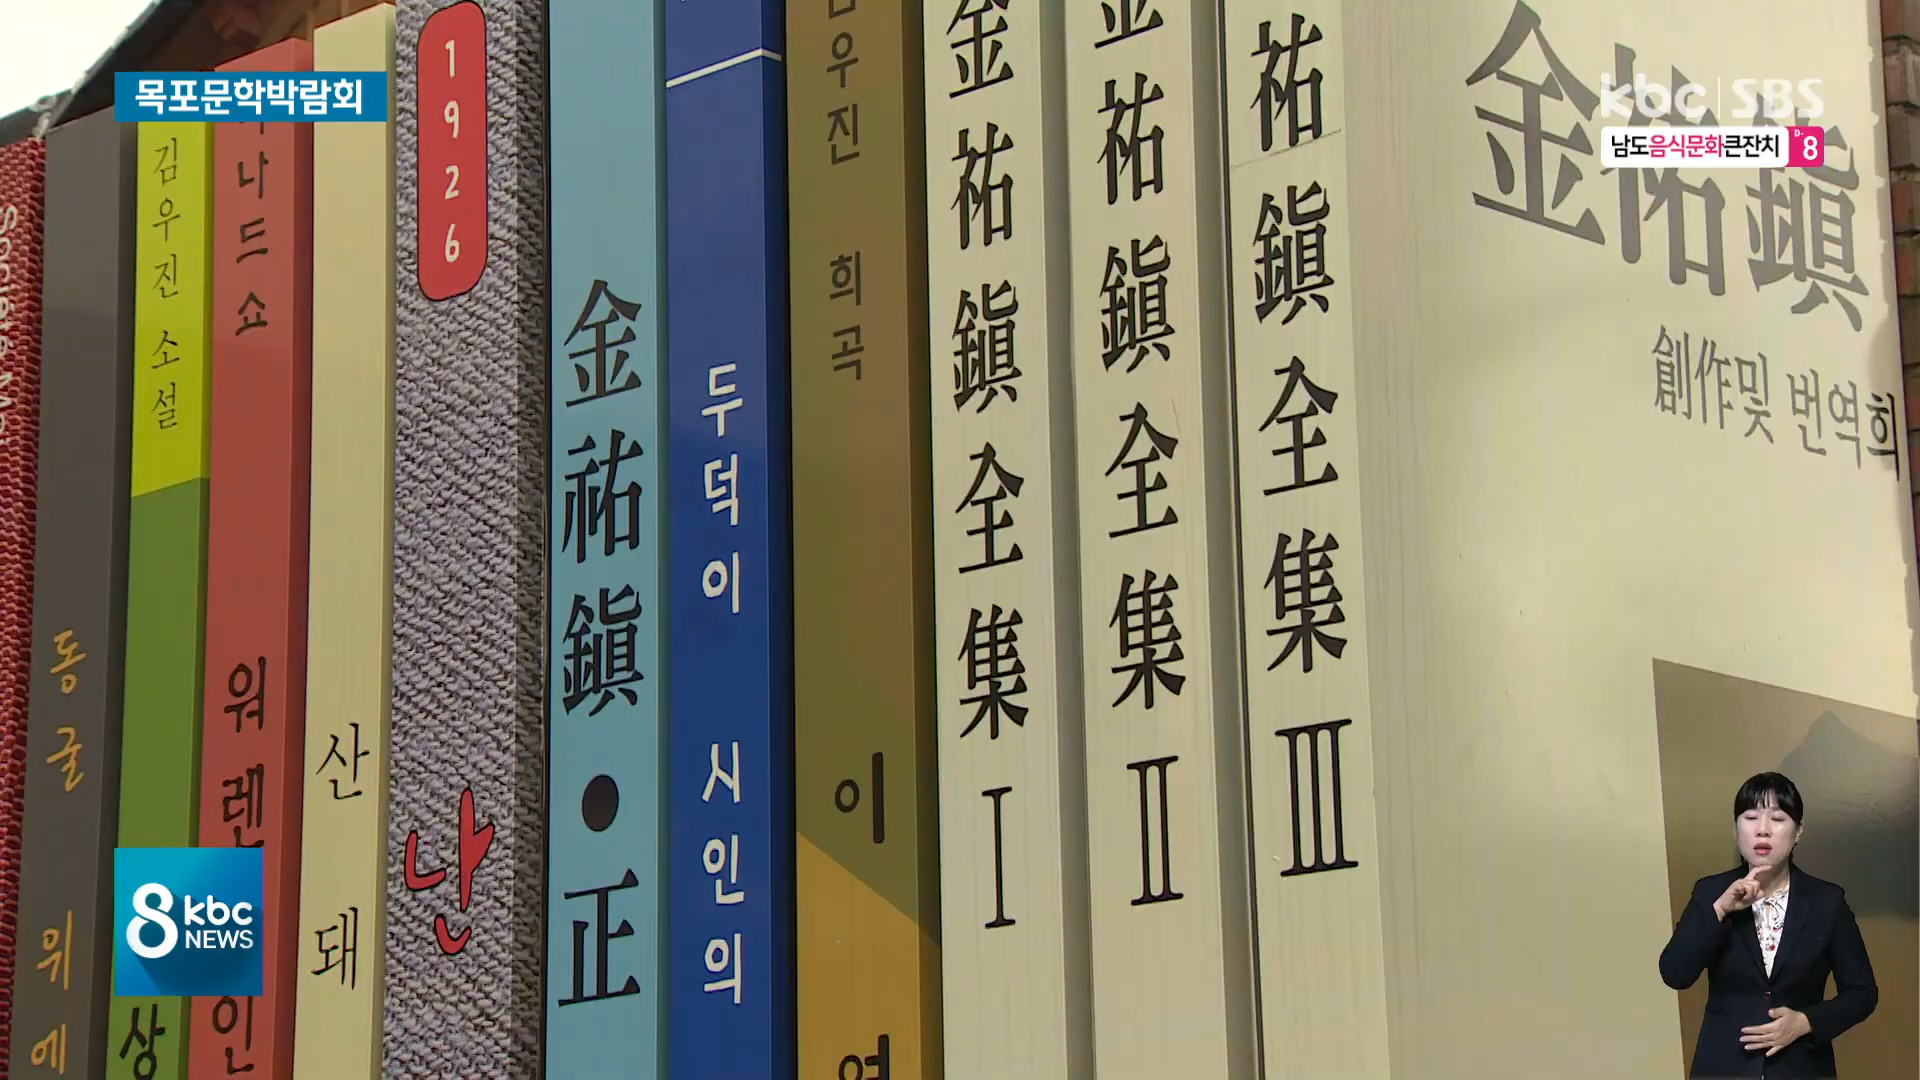 목포문학박람회
kbc SBS
남도음식문화큰잔치 D-8
동굴 위에
김우진 소설
상
나드 쇼
워렌
인
산돼
1926
난
金祐鎭·正
두덕이 시인의
우진 희곡
이
金祐鎭全集 I
金祐鎭全集 II
祐鎭全集 III
金祐鎭
創作및 번역희
8 kbc
NEWS